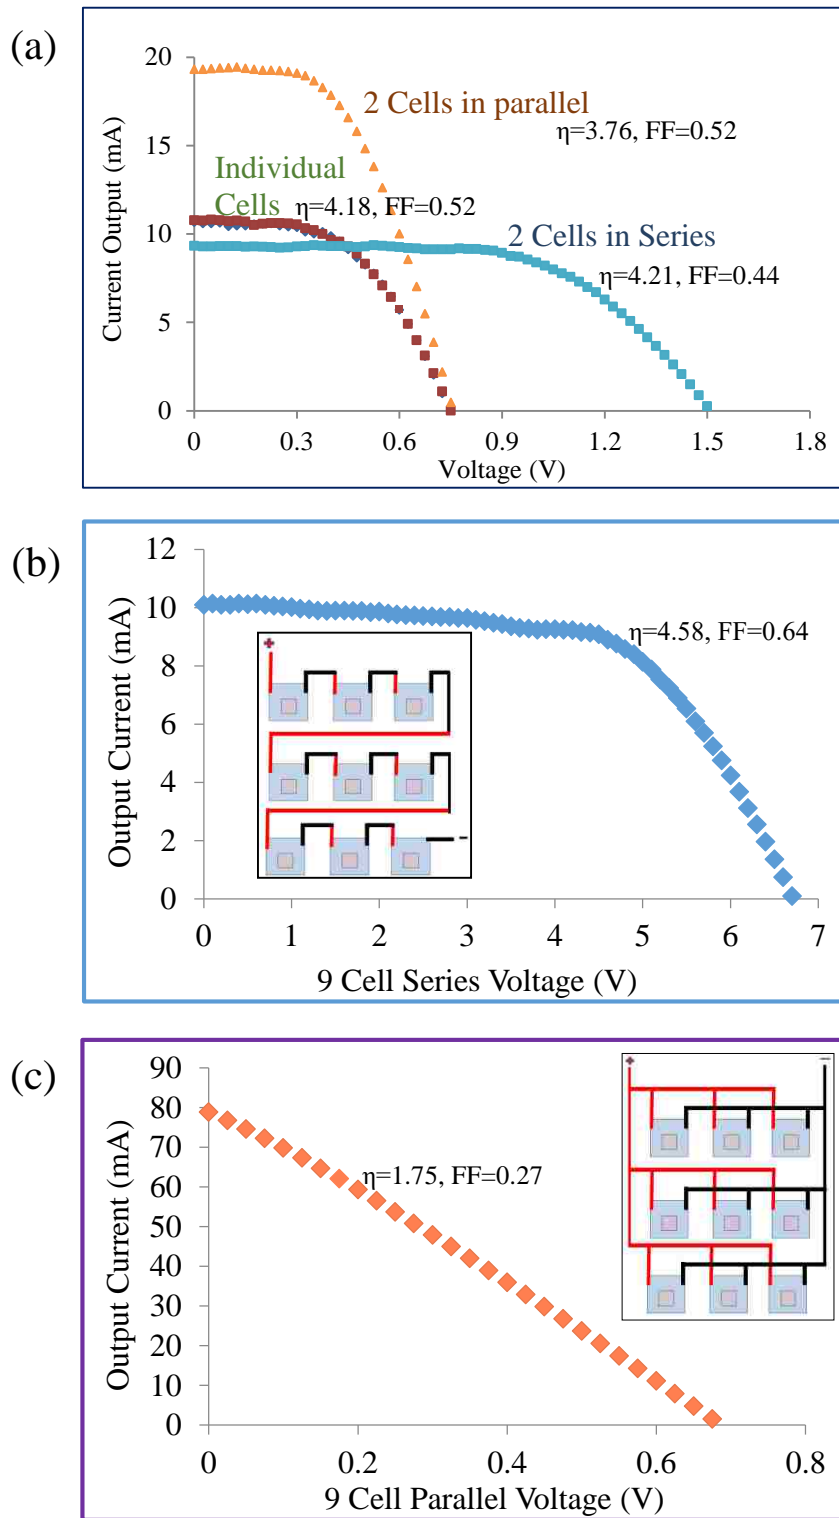 (a)
20
15
10
5
0
Current Output (mA)
2 Cells in parallel
η=3.76, FF=0.52
Individual
Cells
η=4.18, FF=0.52
2 Cells in Series
η=4.21, FF=0.44
0 0.3 0.6 0.9 1.2 1.5 1.8
Voltage (V)
(b)
12
10
8
6
4
2
0
Output Current (mA)
η=4.58, FF=0.64
+
-
0 1 2 3 4 5 6 7
9 Cell Series Voltage (V)
(c)
90
80
70
60
50
40
30
20
10
0
Output Current (mA)
η=1.75, FF=0.27
+ -
0 0.2 0.4 0.6 0.8
9 Cell Parallel Voltage (V)